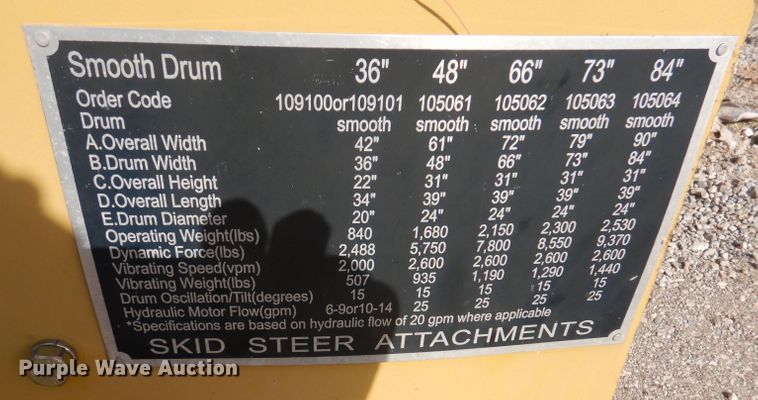 Smooth Drum 36" 48" 66" 73" 84"
Order Code 109100or109101 105061 105062 105063 105064
Drum smooth smooth smooth smooth smooth
A.Overall Width 42" 61" 72" 79" 90"
B.Drum Width 36" 48" 66" 73" 84"
C.Overall Height 22" 31" 31" 31" 31"
D.Overall Length 34" 39" 39" 39" 39"
E.Drum Diameter 20" 24" 24" 24" 24"
Operating Weight(lbs) 840 1,680 2,150 2,300 2,530
Dynamic Force(lbs) 2,488 5,750 7,800 8,550 9,370
Vibrating Speed(vpm) 2,000 2,600 2,600 2,600 2,600
Vibrating Weight(lbs) 507 935 1,190 1,290 1,440
Drum Oscillation/Tilt(degrees) 15 15 15 15 15
Hydraulic Motor Flow(gpm) 6-9or10-14 25 25 25 25
*Specifications are based on hydraulic flow of 20 gpm where applicable
SKID STEER ATTACHMENTS
Purple Wave Auction